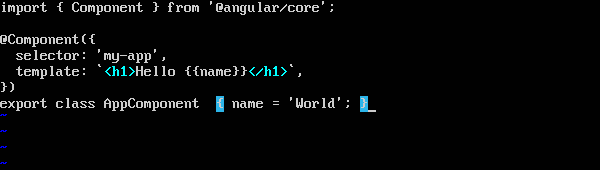 import { Component } from '@angular/core';

@Component({
  selector: 'my-app',
  template: `<h1>Hello {{name}}</h1>`,
})
export class AppComponent  { name = 'World'; }
~
~
~
~